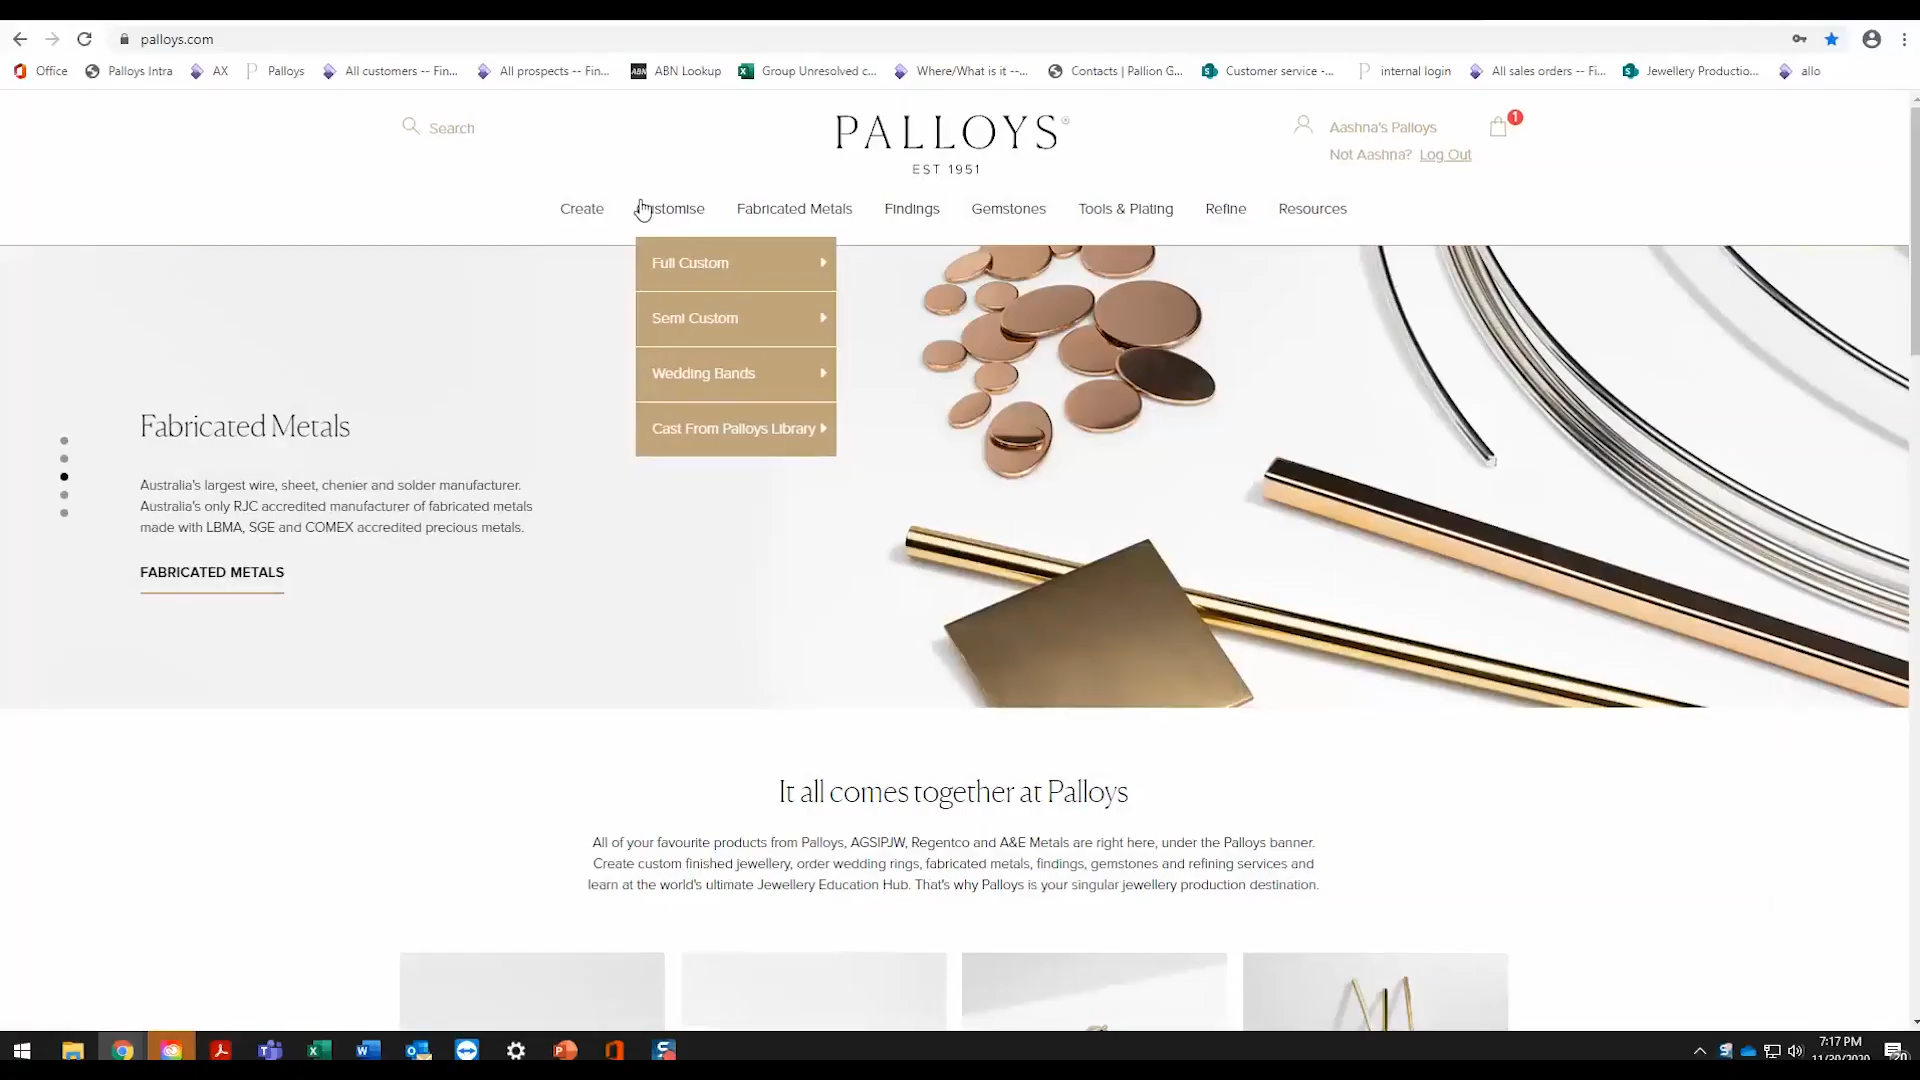 palloys.com
Office Palloys Intra AX Palloys All customers -- Fin... All prospects -- Fin... ABN ABN Lookup Group Unresolved c... Where/What is it --... Contacts | Pallion G... Customer service -... internal login All sales orders -- Fi... Jewellery Productio... allo
Search
PALLOYS®
EST 1951
Aashna's Palloys
1
Not Aashna? Log Out
Create Customise Fabricated Metals Findings Gemstones Tools & Plating Refine Resources
Full Custom
Semi Custom
Wedding Bands
Cast From Palloys Library
Fabricated Metals
Australia's largest wire, sheet, chenier and solder manufacturer.
Australia's only RJC accredited manufacturer of fabricated metals
made with LBMA, SGE and COMEX accredited precious metals.
FABRICATED METALS
It all comes together at Palloys
All of your favourite products from Palloys, AGSIPJW, Regentco and A&E Metals are right here, under the Palloys banner.
Create custom finished jewellery, order wedding rings, fabricated metals, findings, gemstones and refining services and
learn at the world's ultimate Jewellery Education Hub. That's why Palloys is your singular jewellery production destination.
7:17 PM
11/30/2020
20